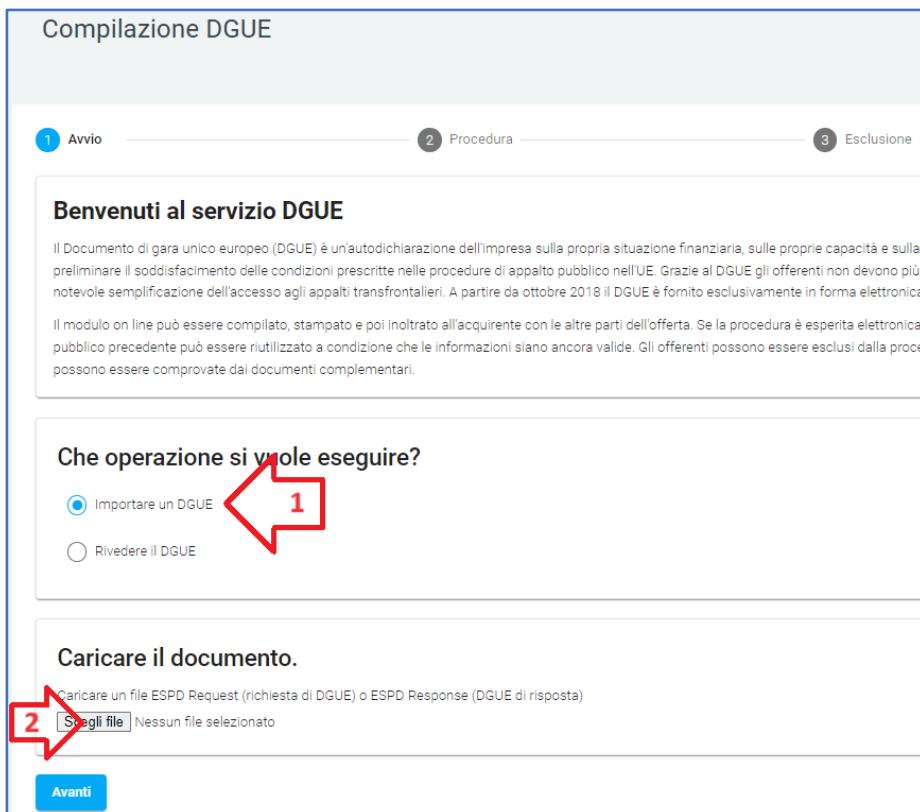 Compilazione DGUE
1 Avvio 2 Procedura 3 Esclusione
Benvenuti al servizio DGUE
Il Documento di gara unico europeo (DGUE) è un'autodichiarazione dell'impresa sulla propria situazione finanziaria, sulle proprie capacità e sulla
preliminare il soddisfacimento delle condizioni prescritte nelle procedure di appalto pubblico nell'UE. Grazie al DGUE gli offerenti non devono più
notevole semplificazione dell'accesso agli appalti transfrontalieri. A partire da ottobre 2018 il DGUE è fornito esclusivamente in forma elettronica
Il modulo on line può essere compilato, stampato e poi inoltrato all'acquirente con le altre parti dell'offerta. Se la procedura è esperita elettronica
pubblico precedente può essere riutilizzato a condizione che le informazioni siano ancora valide. Gli offerenti possono essere esclusi dalla proce
possono essere comprovate dai documenti complementari.
Che operazione si vuole eseguire?
Importare un DGUE 1
Rivedere il DGUE
Caricare il documento.
Caricare un file ESPD Request (richiesta di DGUE) o ESPD Response (DGUE di risposta)
2 Scegli file Nessun file selezionato
Avanti